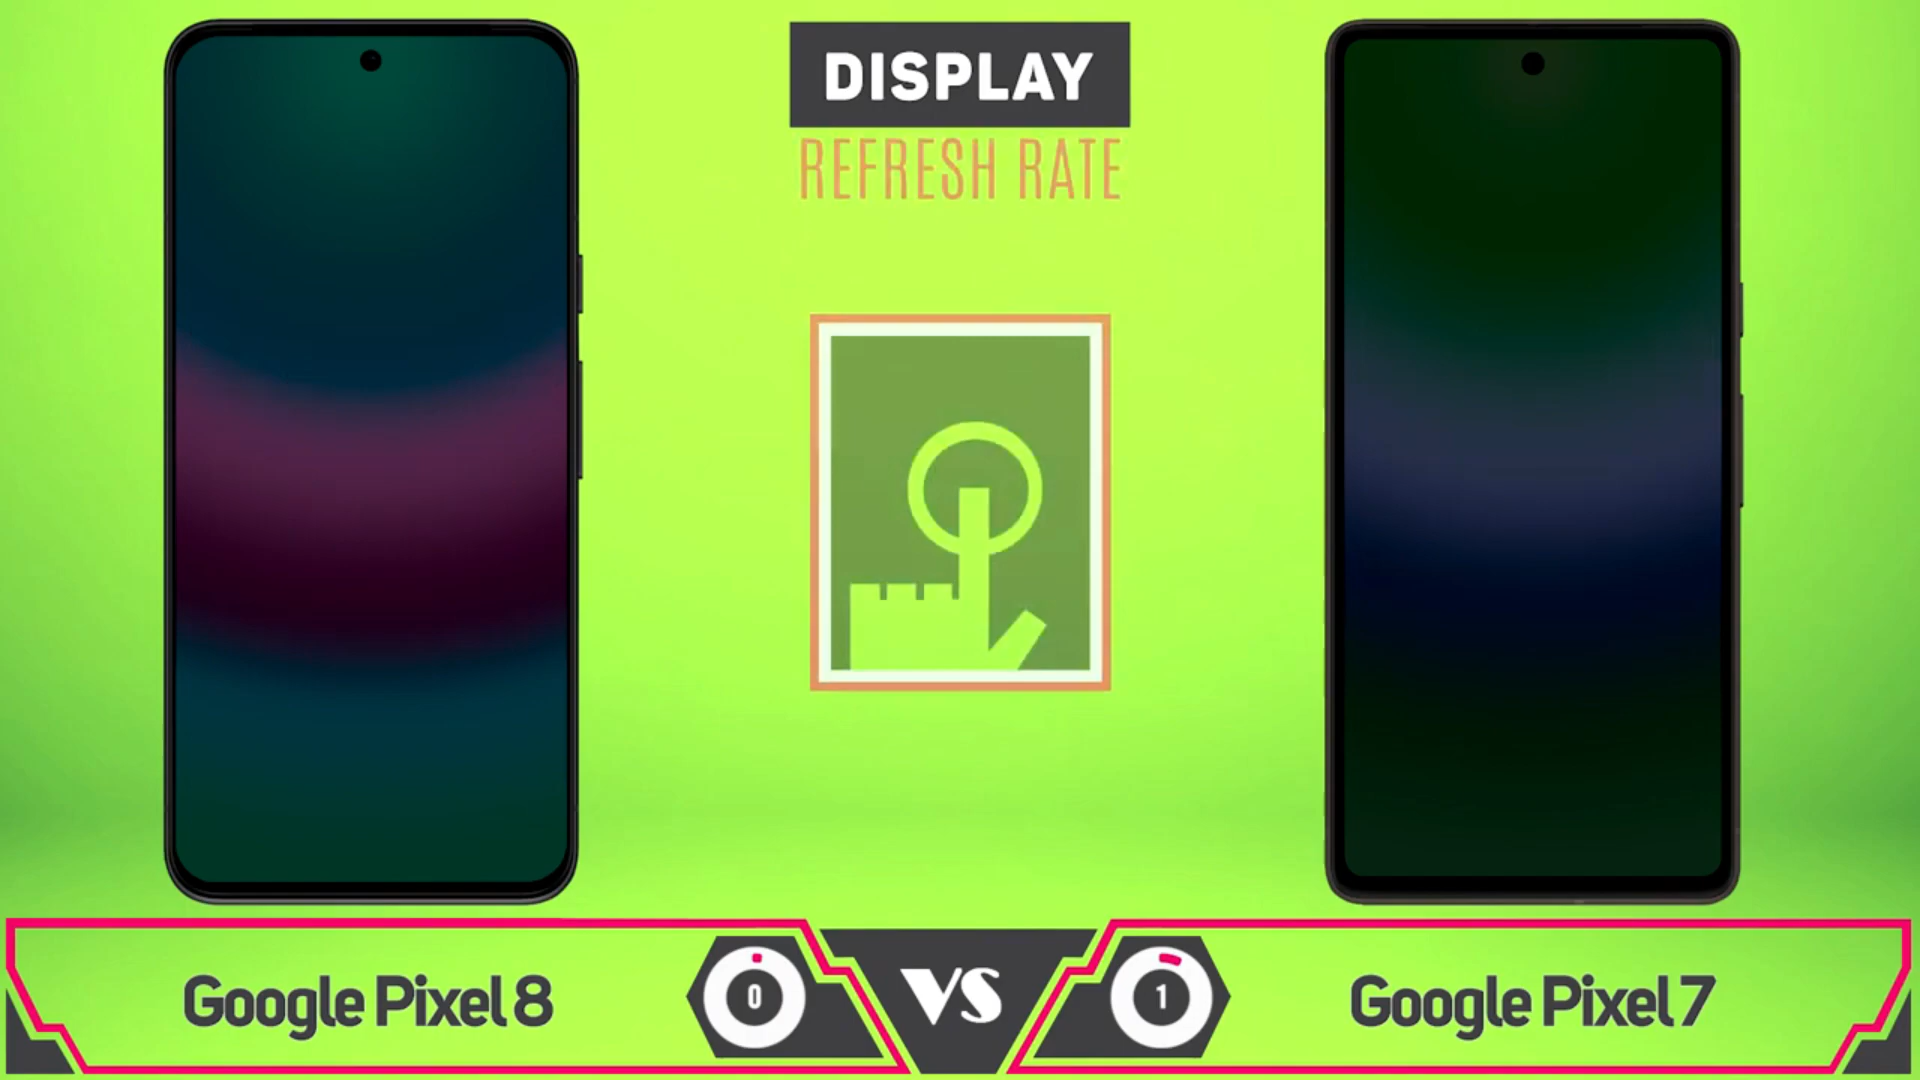 DISPLAY
REFRESH RATE
Google Pixel 8
0
VS
1
Google Pixel 7